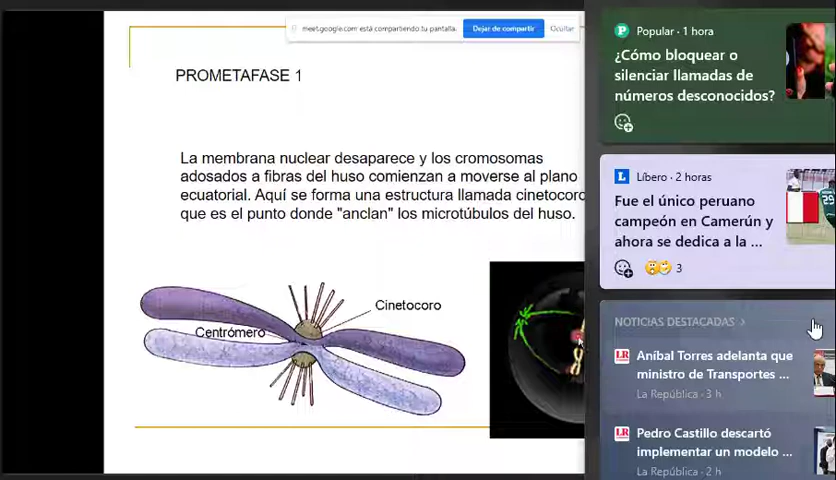 meet.google.com está compartiendo tu pantalla.
Dejar de compartir
Ocultar
PROMETAFASE 1
La membrana nuclear desaparece y los cromosomas
adosados a fibras del huso comienzan a moverse al plano
ecuatorial. Aquí se forma una estructura llamada cinetocoro
que es el punto donde "anclan" los microtúbulos del huso.
Cinetocoro
Centrómero
P
Popular · 1 hora
¿Cómo bloquear o
silenciar llamadas de
números desconocidos?
L
Líbero · 2 horas
Fue el único peruano
campeón en Camerún y
ahora se dedica a la ...
29
3
NOTICIAS DESTACADAS >
LR
Aníbal Torres adelanta que
ministro de Transportes ...
La República · 3 h
LR
Pedro Castillo descartó
implementar un modelo ...
La República · 2 h